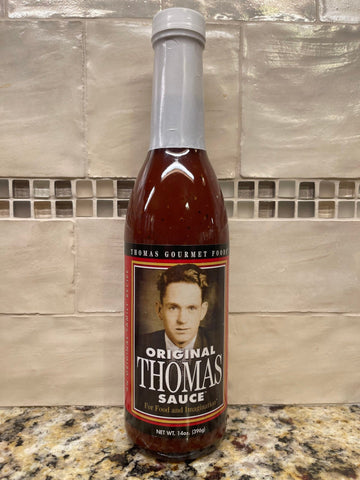 THOMAS GOURMET FOODS
ORIGINAL
THOMAS
SAUCE
For Food and Imagination
NET WT. 14oz. (396g)